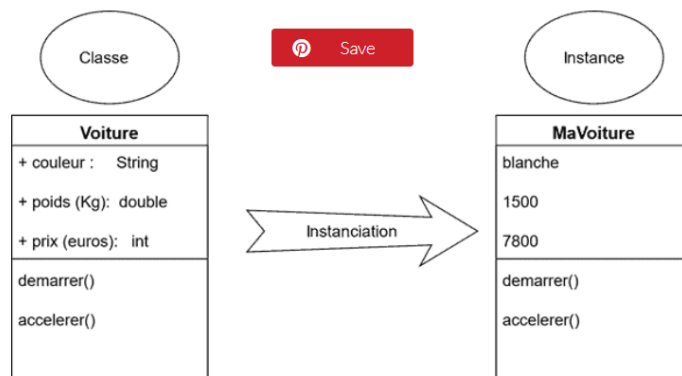 Classe
Save
Instance
Voiture
+ couleur : String
+ poids (Kg): double
+ prix (euros): int
demarrer()
accelerer()
Instanciation
MaVoiture
blanche
1500
7800
demarrer()
accelerer()